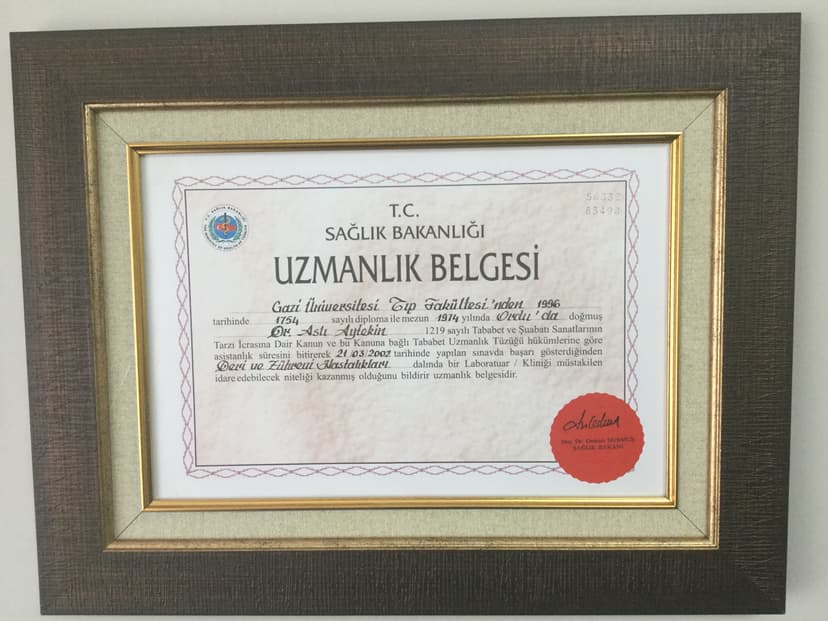 T.C.
SAĞLIK BAKANLIĞI
UZMANLIK BELGESİ
Gazi Üniversitesi Tıp Fakültesi'nden 1996
tarihinde 1754 sayılı diploma ile mezun 1974 yılında Ordu'da doğmuş
Dr. Aslı Aytekin 1219 sayılı Tababet ve Şuabatı Sanatlarının
Tarzı İcrasına Dair Kanun ve bu Kanuna bağlı Tababet Uzmanlık Tüzüğü hükümlerine göre
asistanlık süresini bitirerek 21/03/2002 tarihinde yapılan sınavda başarı gösterdiğinden
Deri ve Zührevi Hastalıkları dalında bir Laboratuar / Kliniği müstakilen
idare edebilecek niteliği kazanmış olduğunu bildirir uzmanlık belgesidir.
SAĞLIK BAKANI